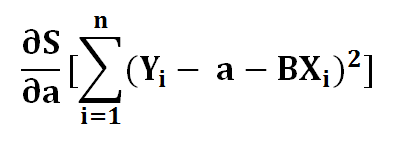 ∂S/∂a [∑_{i=1}^{n} (Y_i − a − BX_i)²]